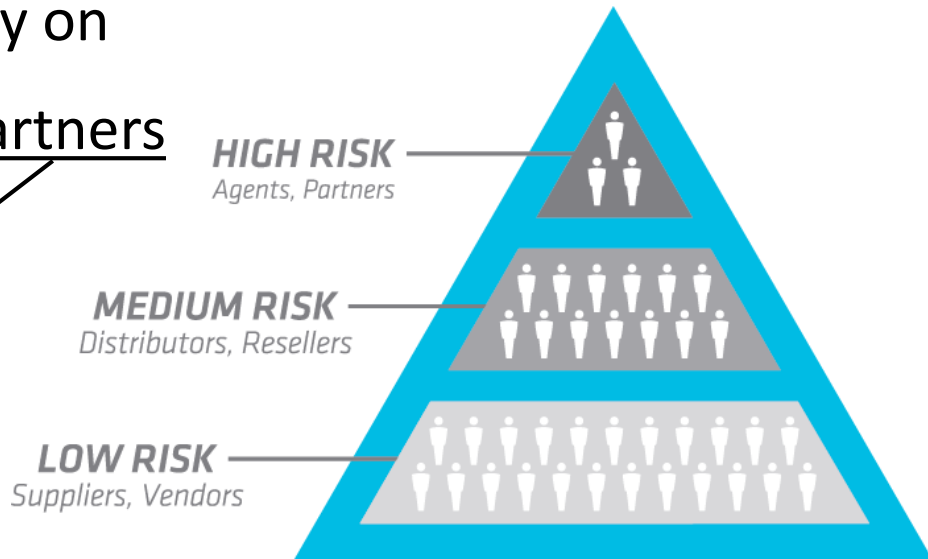 y on
artners
HIGH RISK
Agents, Partners
MEDIUM RISK
Distributors, Resellers
LOW RISK
Suppliers, Vendors